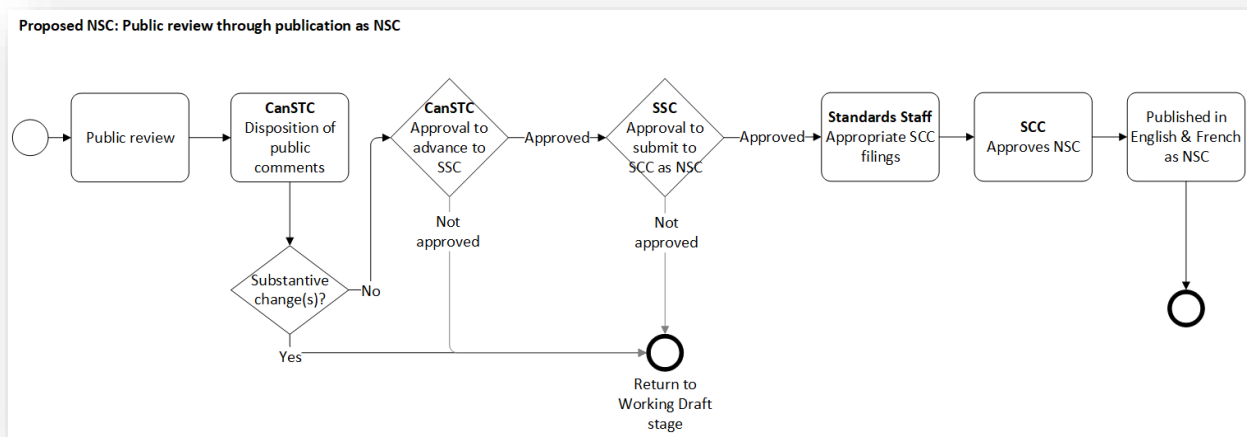 Proposed NSC: Public review through publication as NSC
Public review
CanSTC
Disposition of
public
comments
Substantive
change(s)?
No
Yes
CanSTC
Approval to
advance to
SSC
Approved
Not
approved
SSC
Approval to
submit to
SCC as NSC
Approved
Not
approved
Return to
Working Draft
stage
Standards Staff
Appropriate SCC
filings
SCC
Approves NSC
Published in
English & French
as NSC